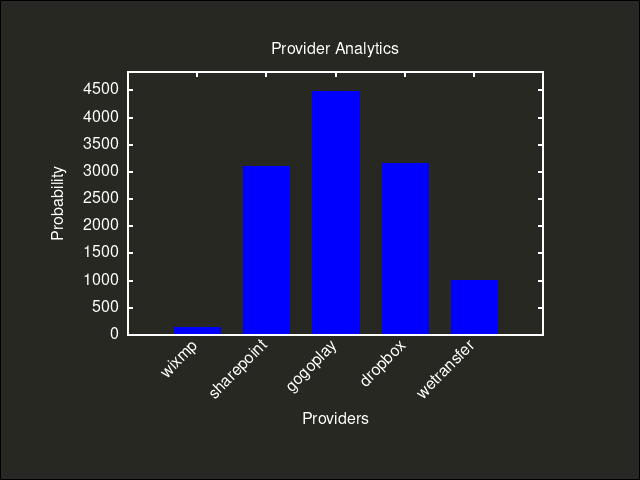 Provider Analytics
4500
4000
3500
3000
2500
2000
1500
1000
500
0
Probability
wixmp
sharepoint
gogoplay
dropbox
wetransfer
Providers